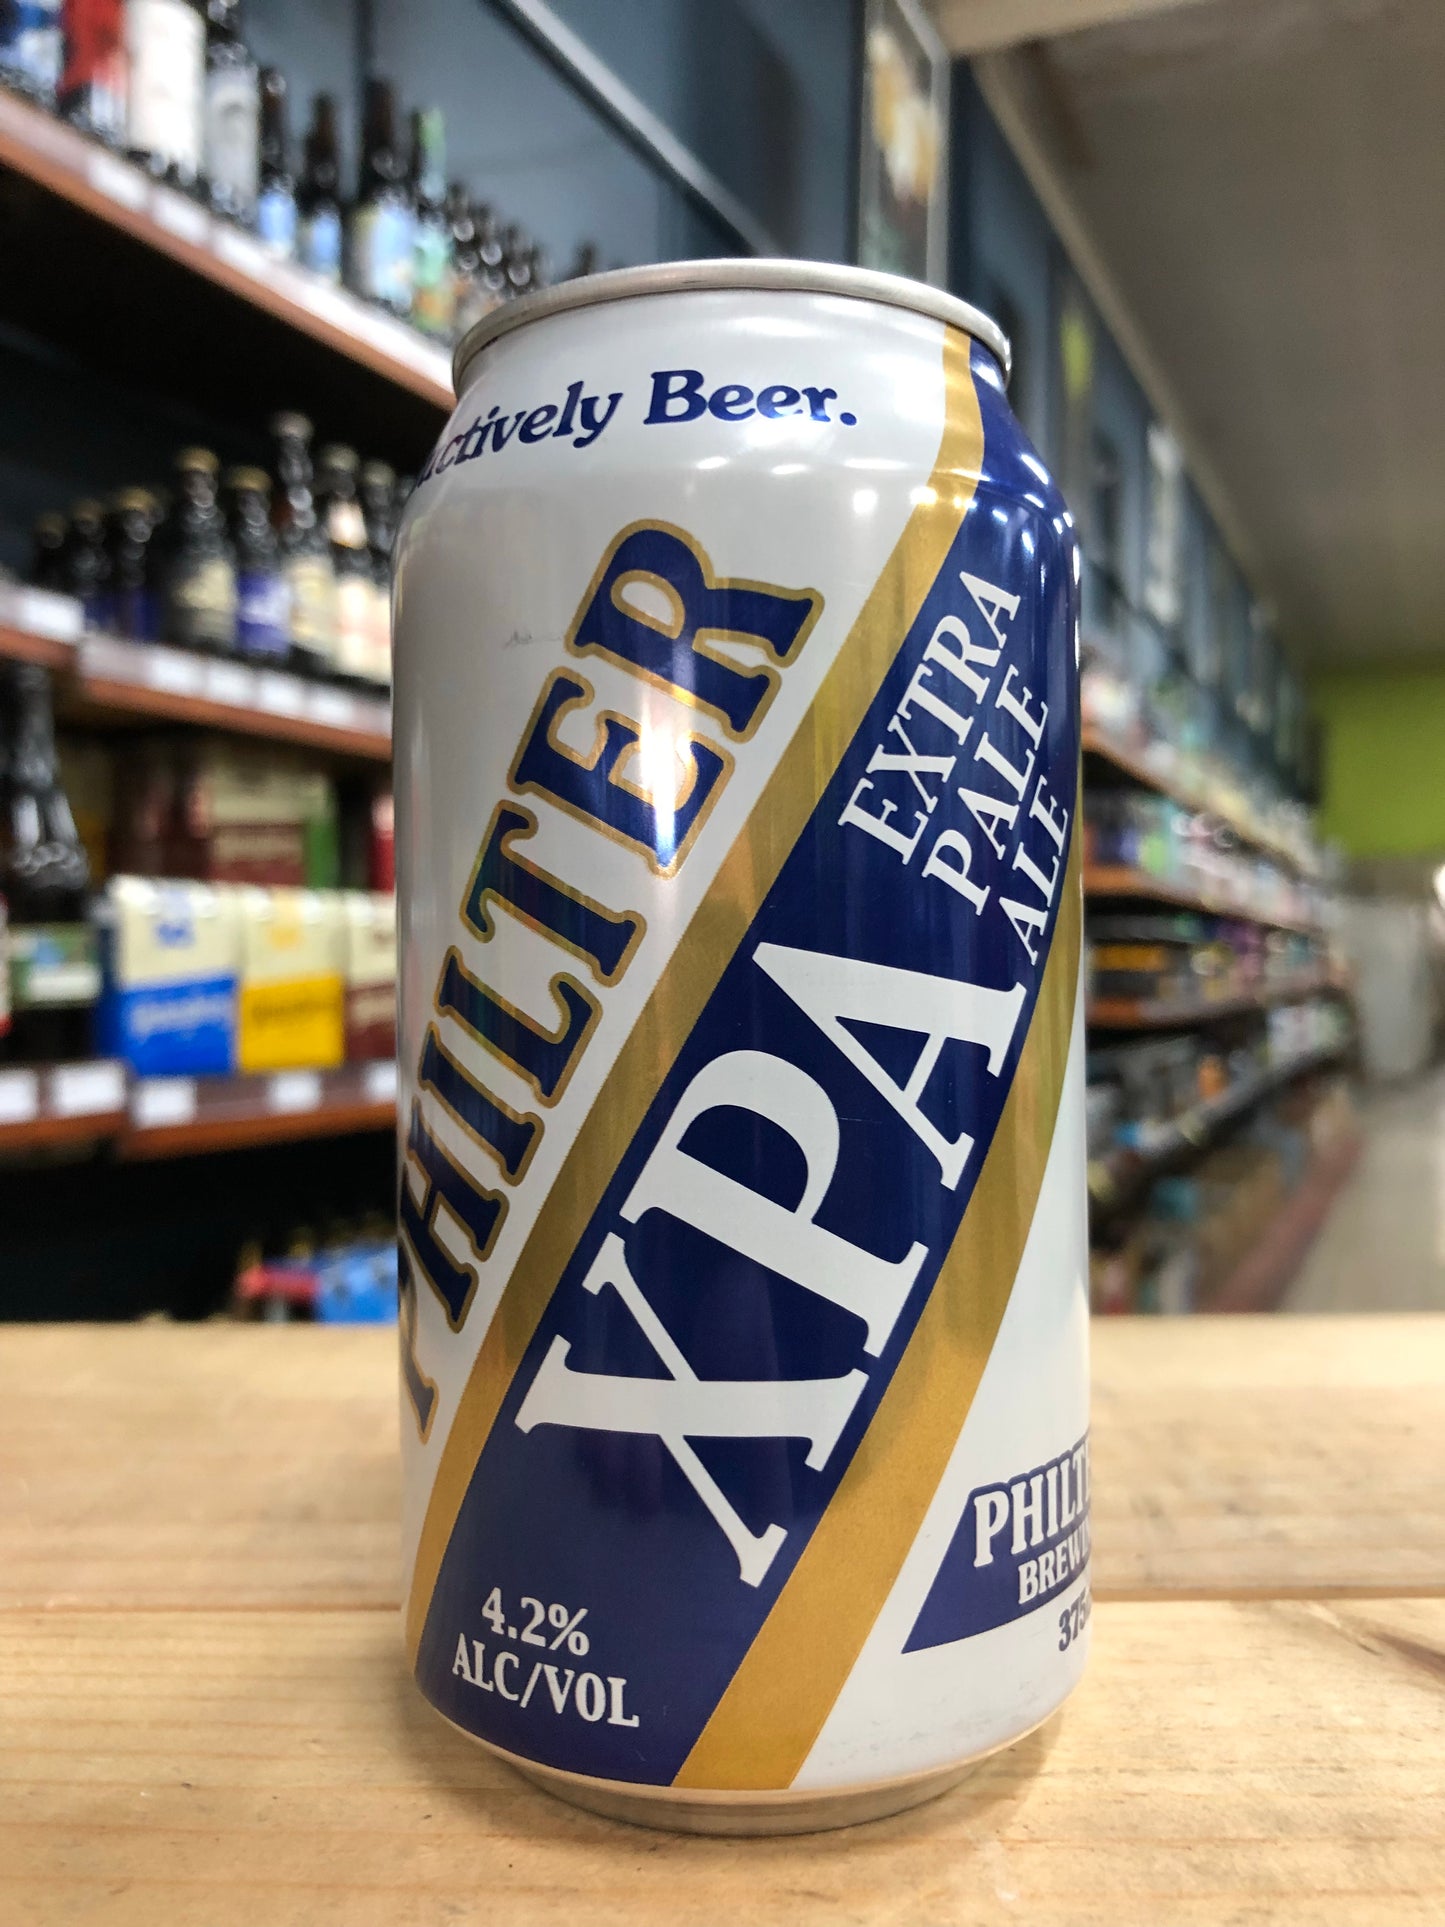 Beer.
PHILTER
EXTRA
PALE
ALE
XPA
4.2%
ALC/VOL